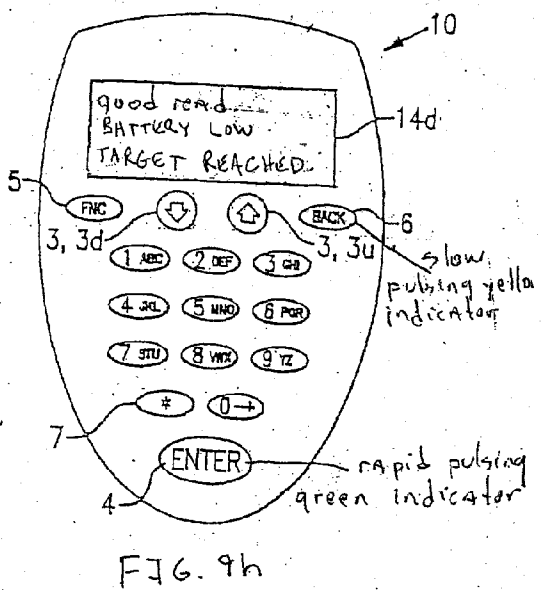 10
good read
BATTERY LOW
TARGET REACHED
14d
5
FNC
BACK
6
3, 3d
3, 3u
1 ABC
2 DEF
3 GHI
slow
pulsing yello
indicator
4 JKL
5 MNO
6 PQR
7 STU
8 VWX
9 YZ
7
*
0→
ENTER
4
rapid pulsing
green indicator
FIG. 9h